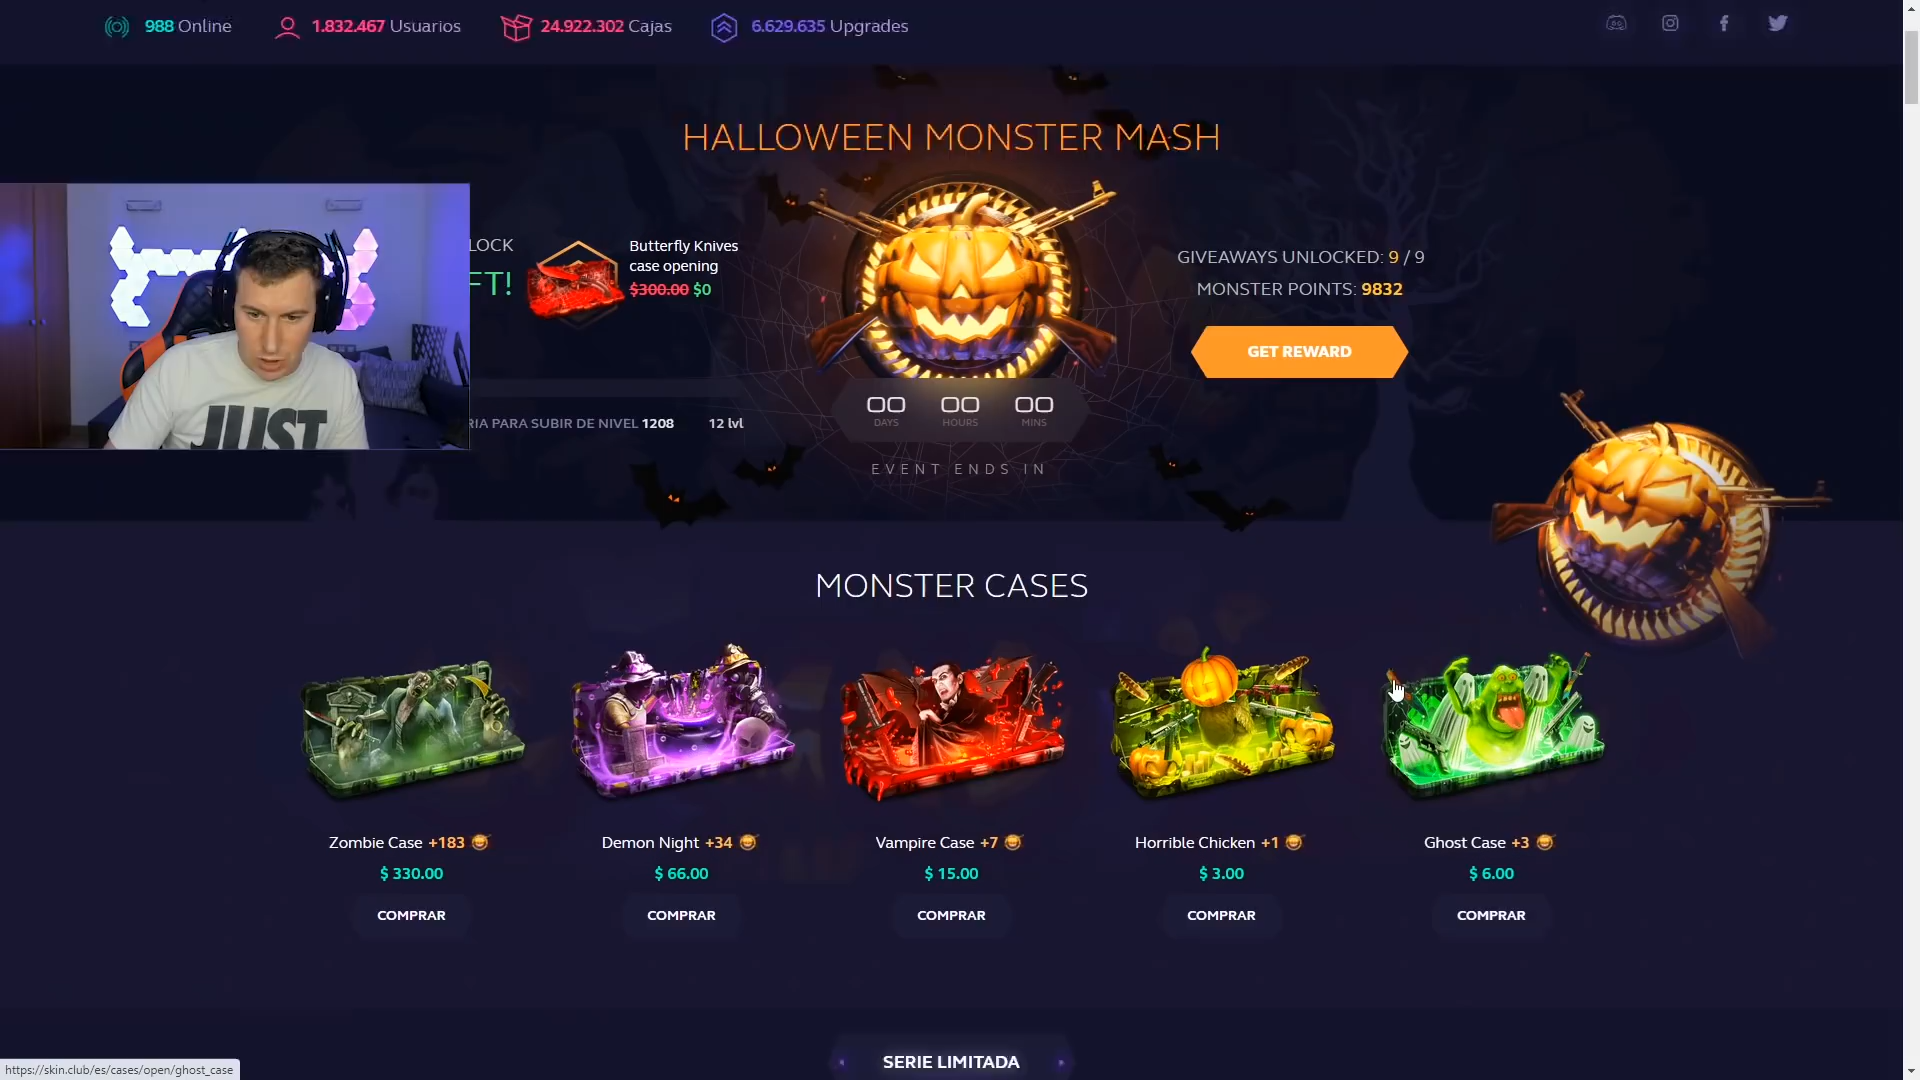 988 Online
1.832.467 Usuarios
24.922.302 Cajas
6.629.635 Upgrades
HALLOWEEN MONSTER MASH
LOCK
FT!
Butterfly Knives
case opening
$300.00 $0
RIA PARA SUBIR DE NIVEL 1208
12 lvl
GIVEAWAYS UNLOCKED: 9 / 9
MONSTER POINTS: 9832
GET REWARD
00 00 00
DAYS HOURS MINS
EVENT ENDS IN
JUST
MONSTER CASES
Zombie Case +183
$ 330.00
COMPRAR
Demon Night +34
$ 66.00
COMPRAR
Vampire Case +7
$ 15.00
COMPRAR
Horrible Chicken +1
$ 3.00
COMPRAR
Ghost Case +3
$ 6.00
COMPRAR
SERIE LIMITADA
https://skin.club/es/cases/open/ghost_case